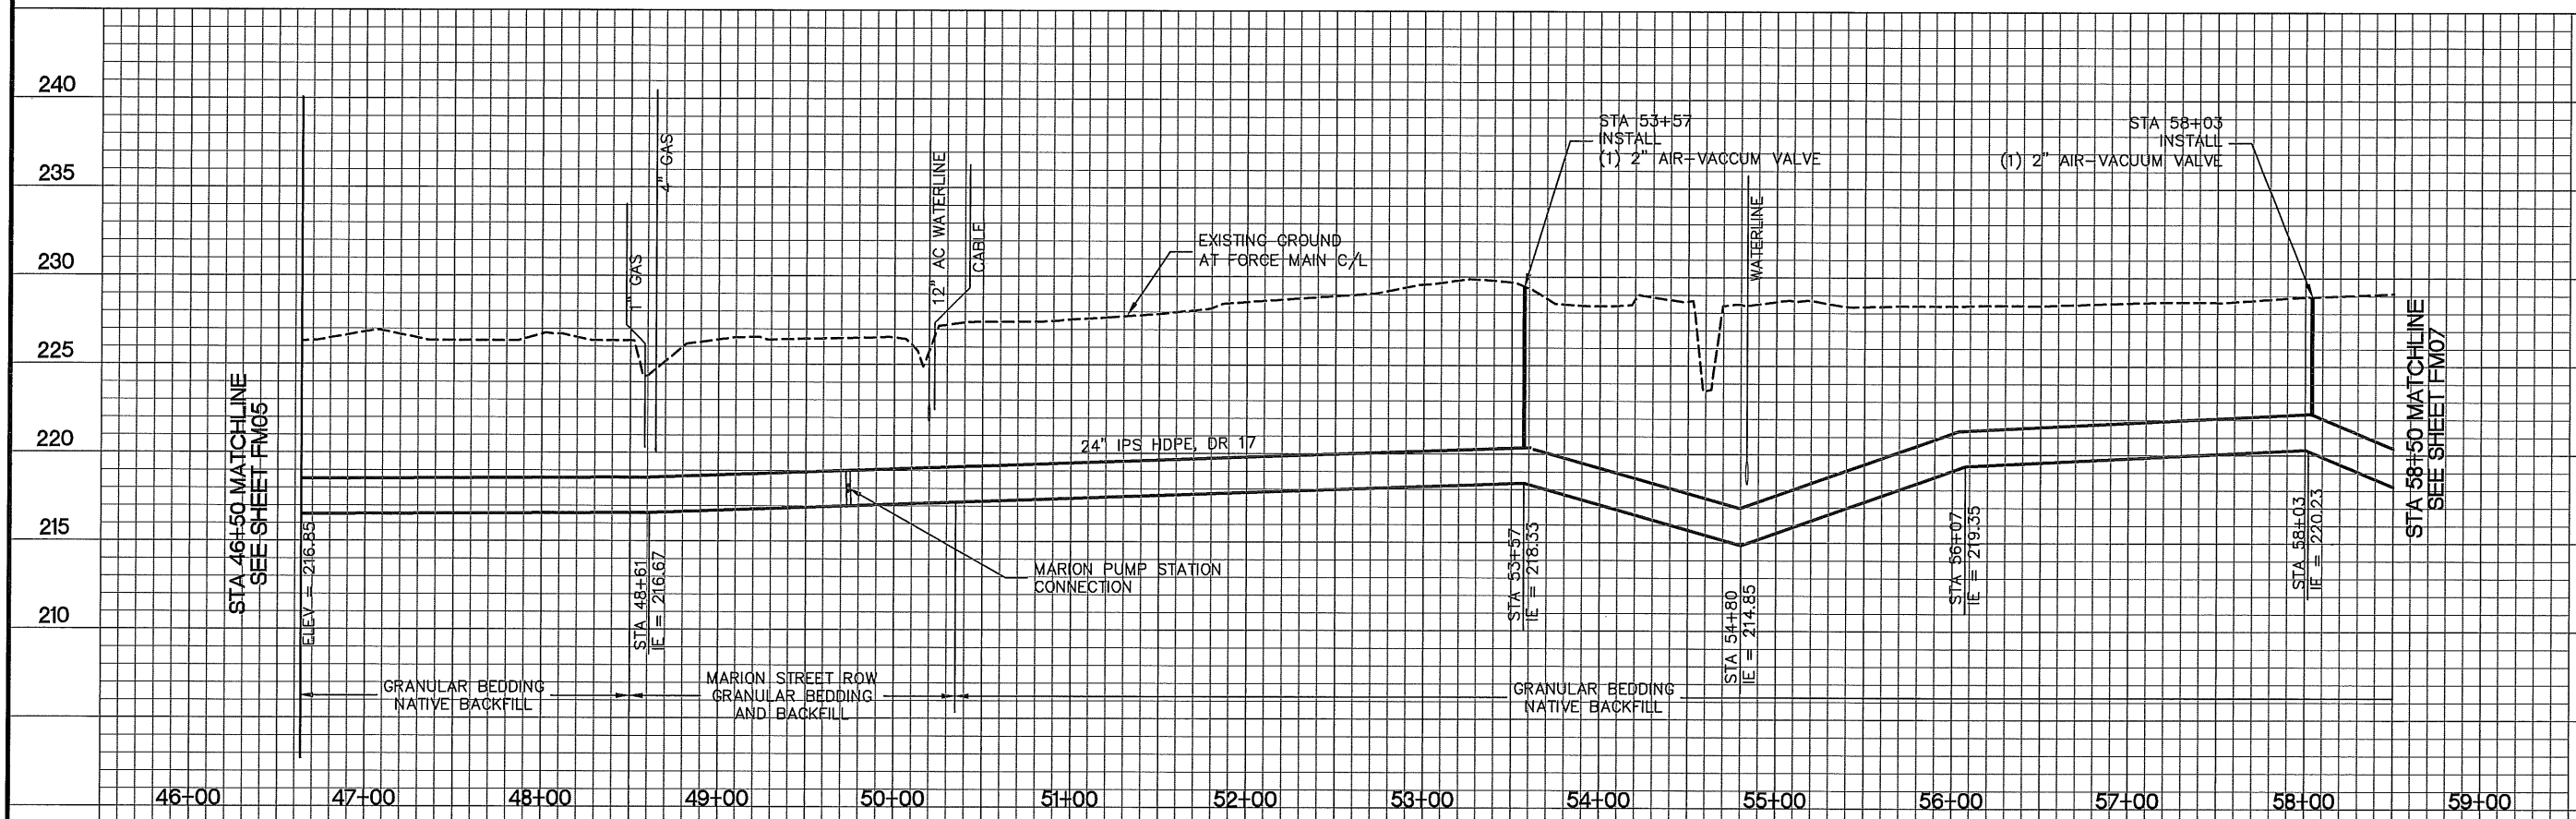 240
235
230
225
220
215
210
STA 46+50 MATCHLINE
SEE SHEET FM05
ELEV = 216.85
1" GAS
4" GAS
STA 48+61
IE = 216.67
12" AC WATERLINE
CABLE
EXISTING GROUND
AT FORCE MAIN C/L
24" IPS HDPE, DR 17
MARION PUMP STATION
CONNECTION
STA 53+57
INSTALL
(1) 2" AIR-VACCUM VALVE
STA 53+57
IE = 218.33
WATERLINE
STA 54+80
IE = 214.85
STA 56+07
IE = 219.35
STA 58+03
INSTALL
(1) 2" AIR-VACUUM VALVE
STA 58+03
IE = 220.23
STA 58+50 MATCHLINE
SEE SHEET FM07
GRANULAR BEDDING
NATIVE BACKFILL
MARION STREET ROW
GRANULAR BEDDING
AND BACKFILL
GRANULAR BEDDING
NATIVE BACKFILL
46+00 47+00 48+00 49+00 50+00 51+00 52+00 53+00 54+00 55+00 56+00 57+00 58+00 59+00